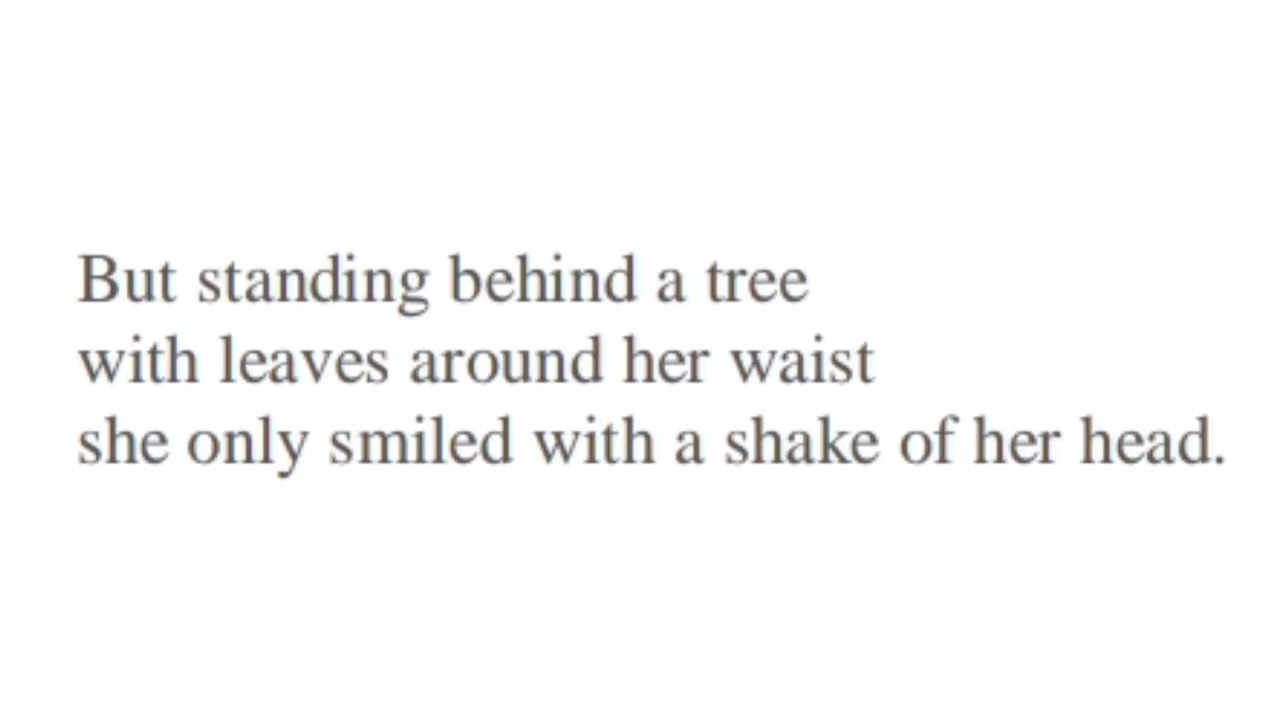 But standing behind a tree
with leaves around her waist
she only smiled with a shake of her head.